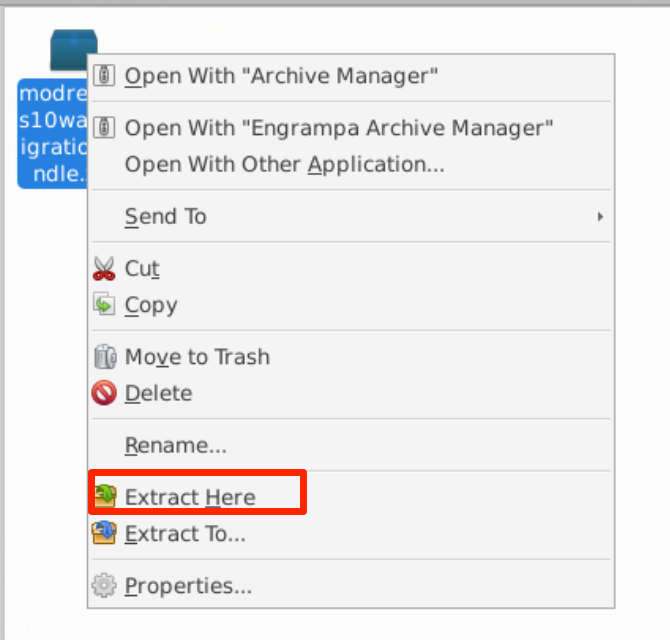 modre
s10wa
igratic
ndle..
Open With "Archive Manager"
Open With "Engrampa Archive Manager"
Open With Other Application...
Send To
Cut
Copy
Move to Trash
Delete
Rename...
Extract Here
Extract To...
Properties...